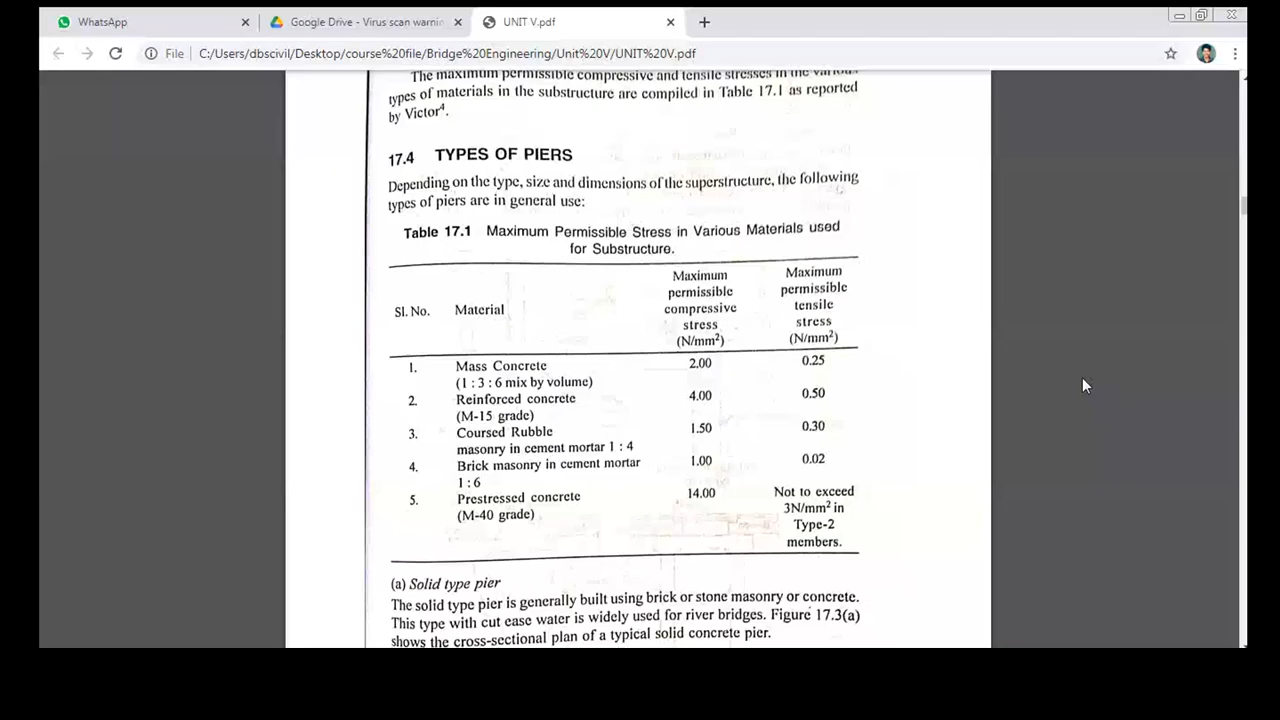 WhatsApp
Google Drive - Virus scan warnin
UNIT V.pdf
File
C:/Users/dbscivil/Desktop/course%20file/Bridge%20Engineering/Unit%20V/UNIT%20V.pdf
The maximum permissible compressive and tensile stresses in the various
types of materials in the substructure are compiled in Table 17.1 as reported
by Victor⁴.
17.4 TYPES OF PIERS
Depending on the type, size and dimensions of the superstructure, the following
types of piers are in general use:
Table 17.1 Maximum Permissible Stress in Various Materials used
for Substructure.
Sl. No. Material Maximum permissible compressive stress (N/mm²) Maximum permissible tensile stress (N/mm²)
1. Mass Concrete 2.00 0.25
(1 : 3 : 6 mix by volume)
2. Reinforced concrete 4.00 0.50
(M-15 grade)
3. Coursed Rubble 1.50 0.30
masonry in cement mortar 1 : 4
4. Brick masonry in cement mortar 1.00 0.02
1 : 6
5. Prestressed concrete 14.00 Not to exceed
(M-40 grade) 3N/mm² in
Type-2
members.
(a) Solid type pier
The solid type pier is generally built using brick or stone masonry or concrete.
This type with cut ease water is widely used for river bridges. Figure 17.3(a)
shows the cross-sectional plan of a typical solid concrete pier.